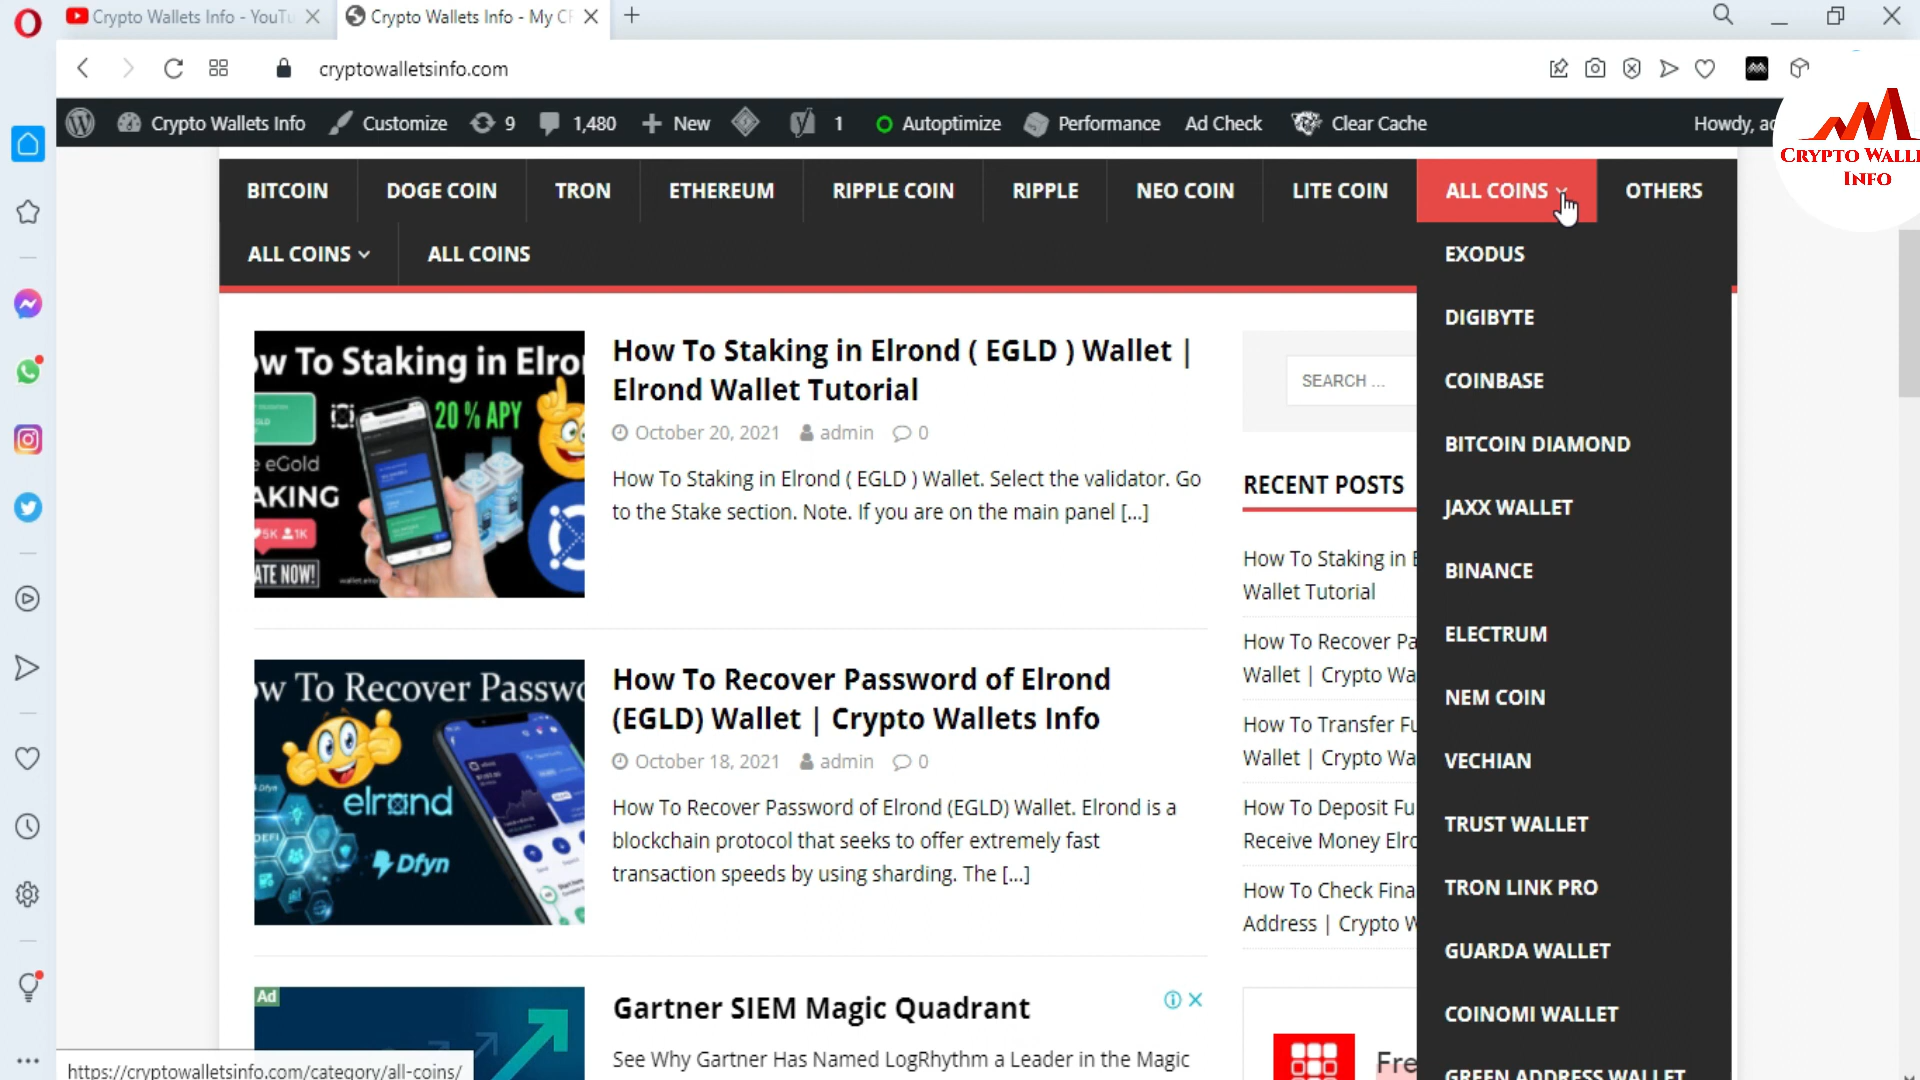 Crypto Wallets Info - YouTu
Crypto Wallets Info - My C
cryptowalletsinfo.com
Crypto Wallets Info
Customize
9
1,480
New
1
Autoptimize
Performance
Ad Check
Clear Cache
Howdy,
CRYPTO WALL
INFO
BITCOIN
DOGE COIN
TRON
ETHEREUM
RIPPLE COIN
RIPPLE
NEO COIN
LITE COIN
ALL COINS
OTHERS
ALL COINS
ALL COINS
EXODUS
DIGIBYTE
COINBASE
BITCOIN DIAMOND
JAXX WALLET
BINANCE
ELECTRUM
NEM COIN
VECHIAN
TRUST WALLET
TRON LINK PRO
GUARDA WALLET
COINOMI WALLET
GREEN ADDRESS WALLET
ow To Staking in Elro
20 % APY
e eGold
AKING
5K 1K
ATE NOW!
How To Staking in Elrond ( EGLD ) Wallet |
Elrond Wallet Tutorial
October 20, 2021 admin 0
How To Staking in Elrond ( EGLD ) Wallet. Select the validator. Go
to the Stake section. Note. If you are on the main panel [...]
ow To Recover Passw
elrond
DEFI
Dfyn
How To Recover Password of Elrond
(EGLD) Wallet | Crypto Wallets Info
October 18, 2021 admin 0
How To Recover Password of Elrond (EGLD) Wallet. Elrond is a
blockchain protocol that seeks to offer extremely fast
transaction speeds by using sharding. The [...]
Ad
Gartner SIEM Magic Quadrant
See Why Gartner Has Named LogRhythm a Leader in the Magic
SEARCH ...
RECENT POSTS
How To Staking in
Wallet Tutorial
How To Recover Pa
Wallet | Crypto Wa
How To Transfer Fu
Wallet | Crypto Wa
How To Deposit Fu
Receive Money Elro
How To Check Fina
Address | Crypto W
Fre
https://cryptowalletsinfo.com/category/all-coins/